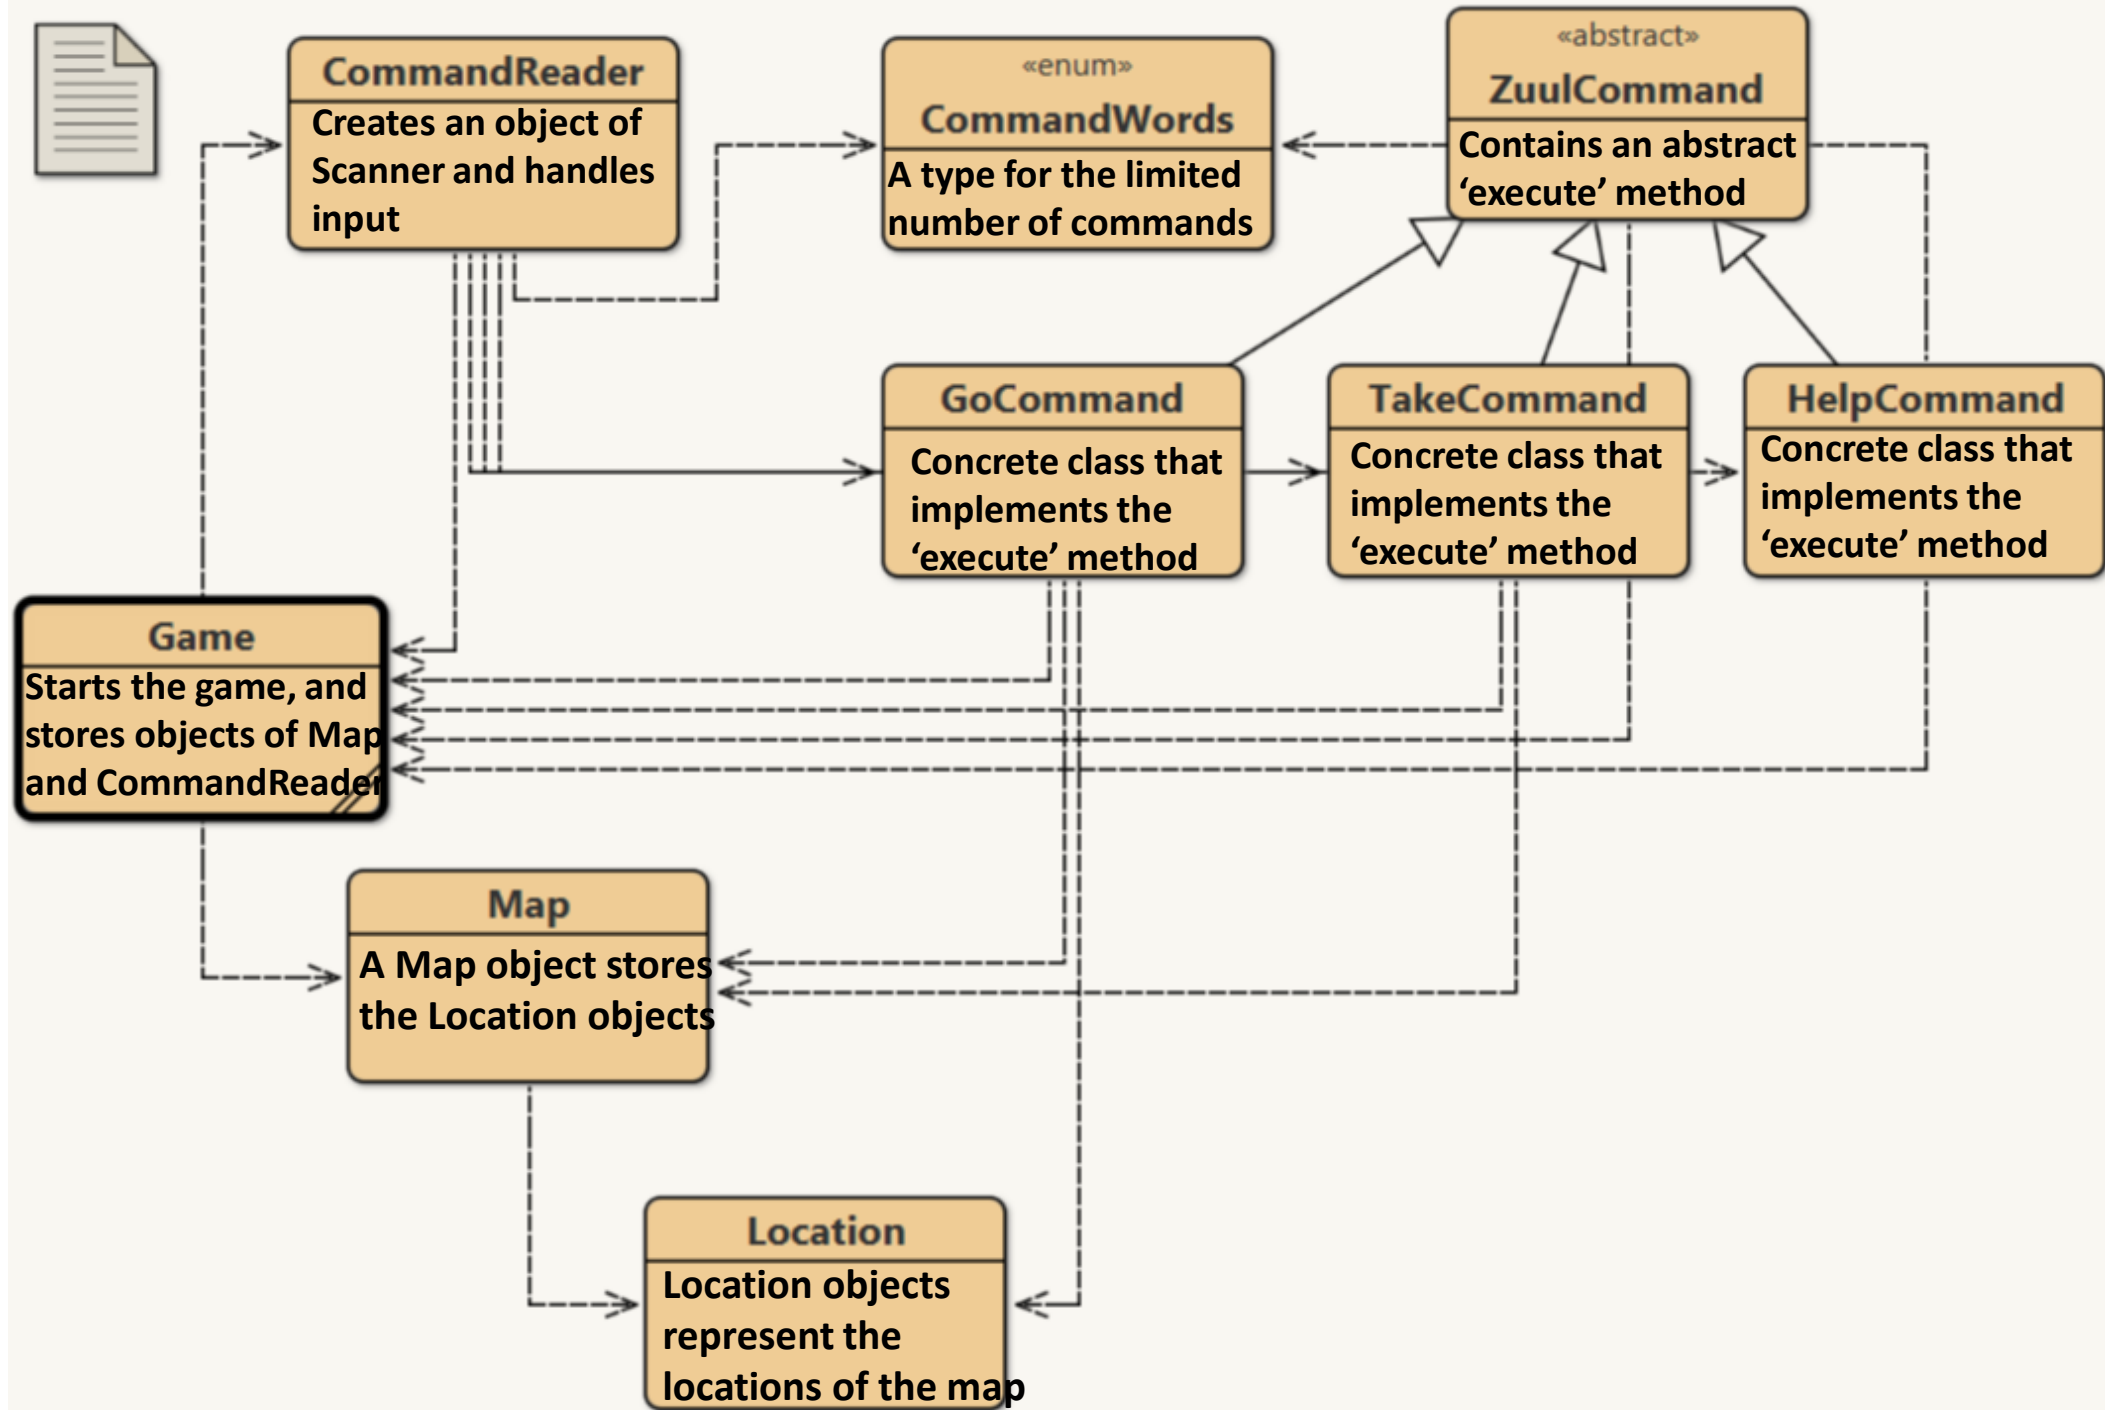 CommandReader
Creates an object of
Scanner and handles
input
«enum»
CommandWords
A type for the limited
number of commands
«abstract»
ZuulCommand
Contains an abstract
‘execute’ method
GoCommand
Concrete class that
implements the
‘execute’ method
TakeCommand
Concrete class that
implements the
‘execute’ method
HelpCommand
Concrete class that
implements the
‘execute’ method
Game
Starts the game, and
stores objects of Map
and CommandReader
Map
A Map object stores
the Location objects
Location
Location objects
represent the
locations of the map